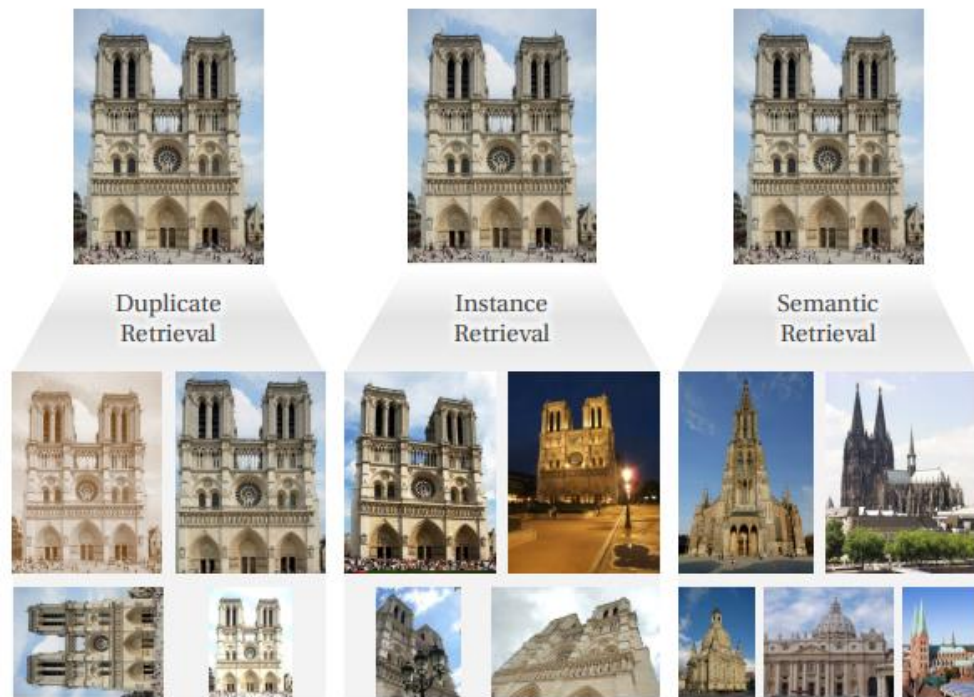 Duplicate
Retrieval
Instance
Retrieval
Semantic
Retrieval